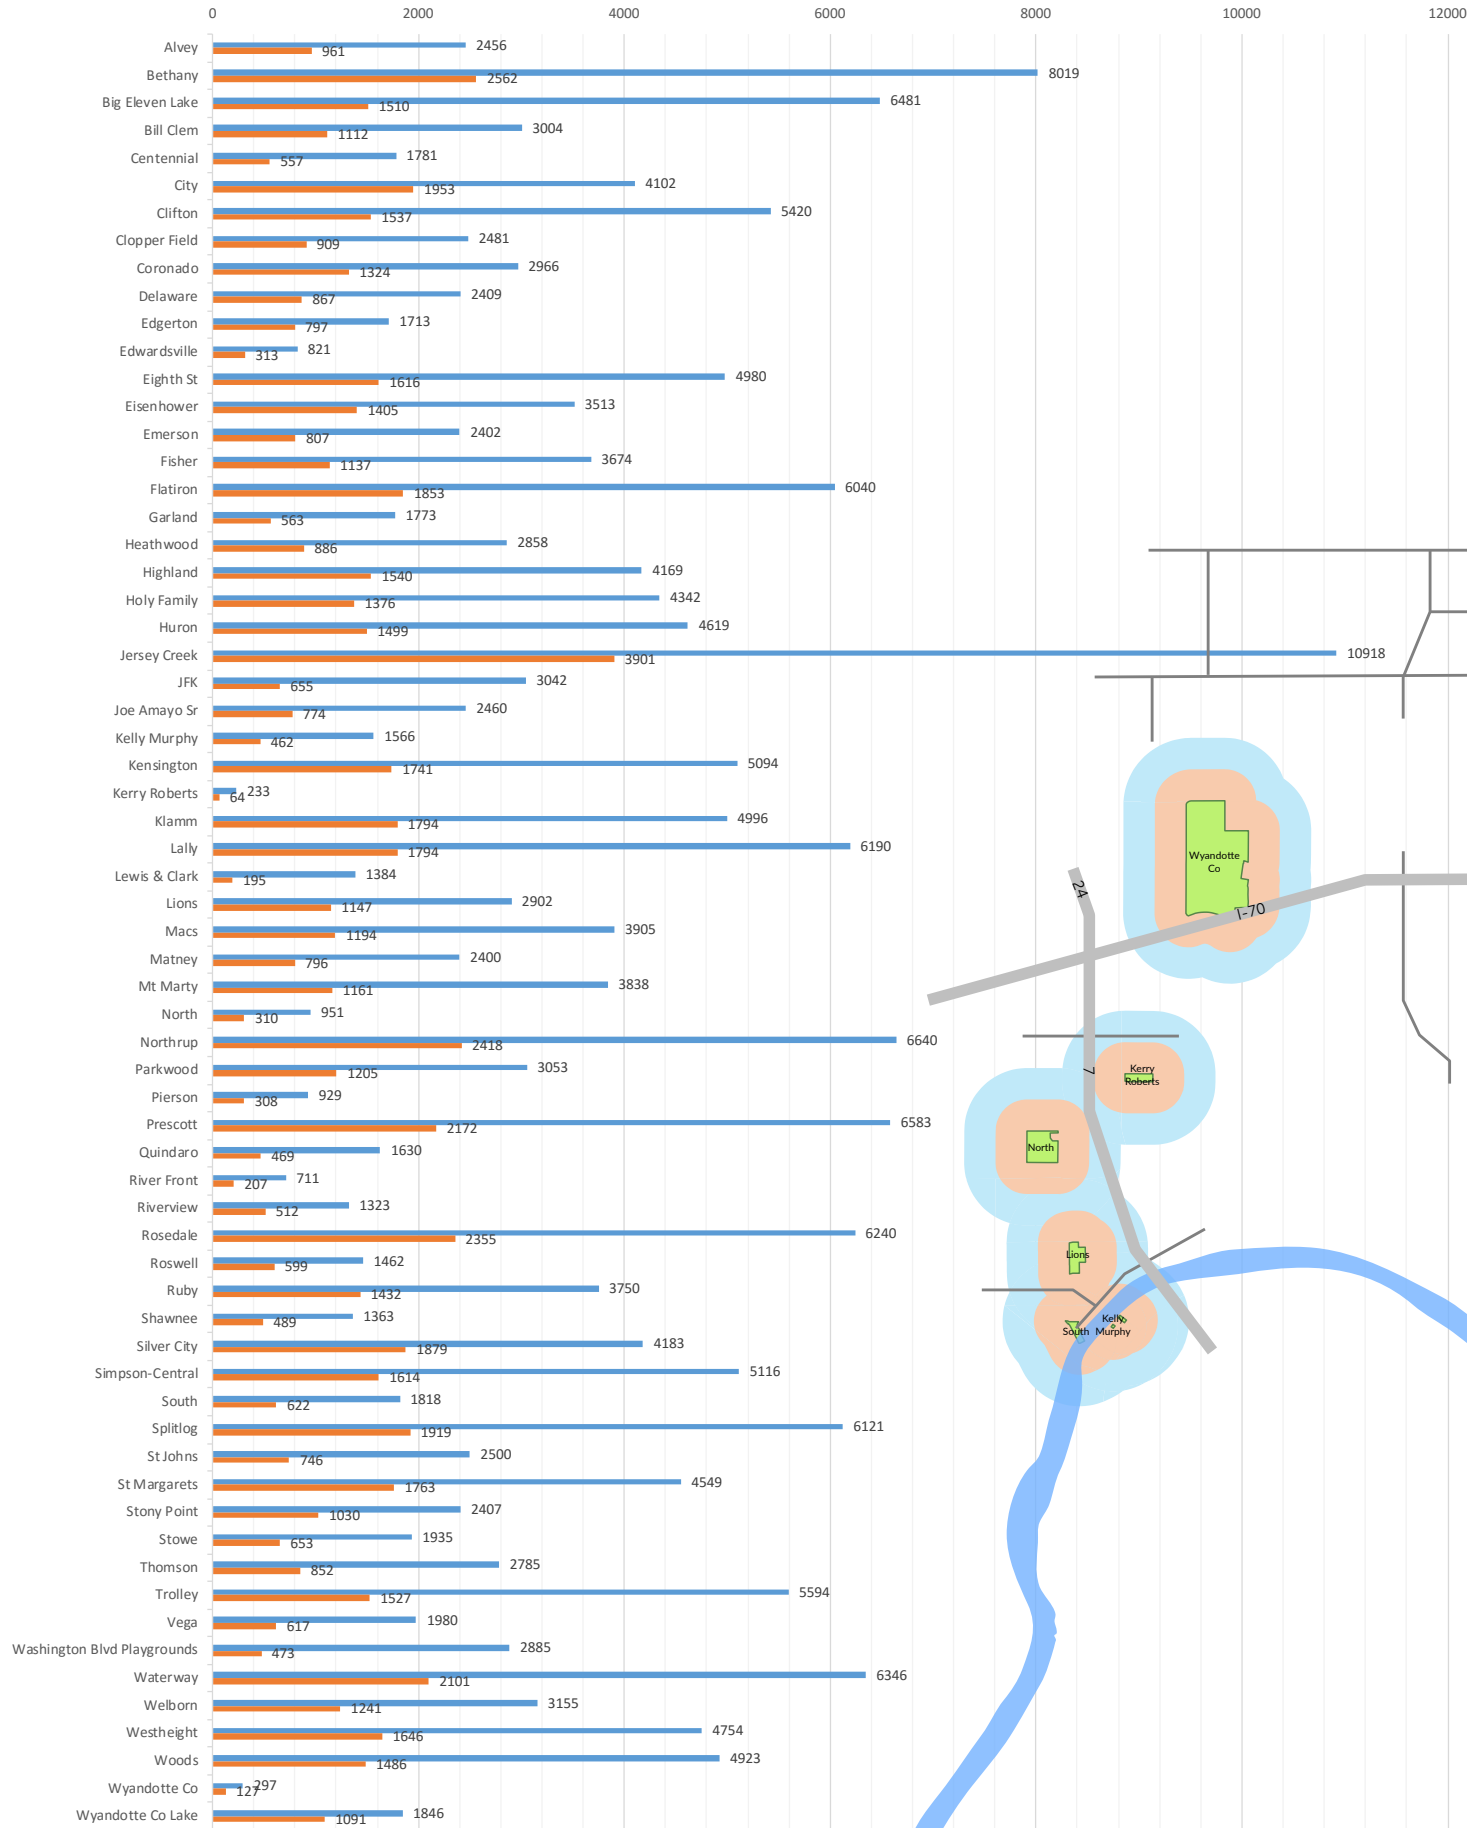 0 2000 4000 6000 8000 10000 12000
Alvey 2456 961
Bethany 8019 2562
Big Eleven Lake 6481 1510
Bill Clem 3004 1112
Centennial 1781 557
City 4102 1953
Clifton 5420 1537
Clopper Field 2481 909
Coronado 2966 1324
Delaware 2409 867
Edgerton 1713 797
Edwardsville 821 313
Eighth St 4980 1616
Eisenhower 3513 1405
Emerson 2402 807
Fisher 3674 1137
Flatiron 6040 1853
Garland 1773 563
Heathwood 2858 886
Highland 4169 1540
Holy Family 4342 1376
Huron 4619 1499
Jersey Creek 10918 3901
JFK 3042 655
Joe Amayo Sr 2460 774
Kelly Murphy 1566 462
Kensington 5094 1741
Kerry Roberts 233 64
Klamm 4996 1794
Lally 6190 1794
Lewis & Clark 1384 195
Lions 2902 1147
Macs 3905 1194
Matney 2400 796
Mt Marty 3838 1161
North 951 310
Northrup 6640 2418
Parkwood 3053 1205
Pierson 929 308
Prescott 6583 2172
Quindaro 1630 469
River Front 711 207
Riverview 1323 512
Rosedale 6240 2355
Roswell 1462 599
Ruby 3750 1432
Shawnee 1363 489
Silver City 4183 1879
Simpson-Central 5116 1614
South 1818 622
Splitlog 6121 1919
St Johns 2500 746
St Margarets 4549 1763
Stony Point 2407 1030
Stowe 1935 653
Thomson 2785 852
Trolley 5594 1527
Vega 1980 617
Washington Blvd Playgrounds 2885 473
Waterway 6346 2101
Welborn 3155 1241
Westheight 4754 1646
Woods 4923 1486
Wyandotte Co 297 127
Wyandotte Co Lake 1846 1091
Wyandotte
Co
24
I-70
7
Kerry
Roberts
North
Lions
Kelly
Murphy
South